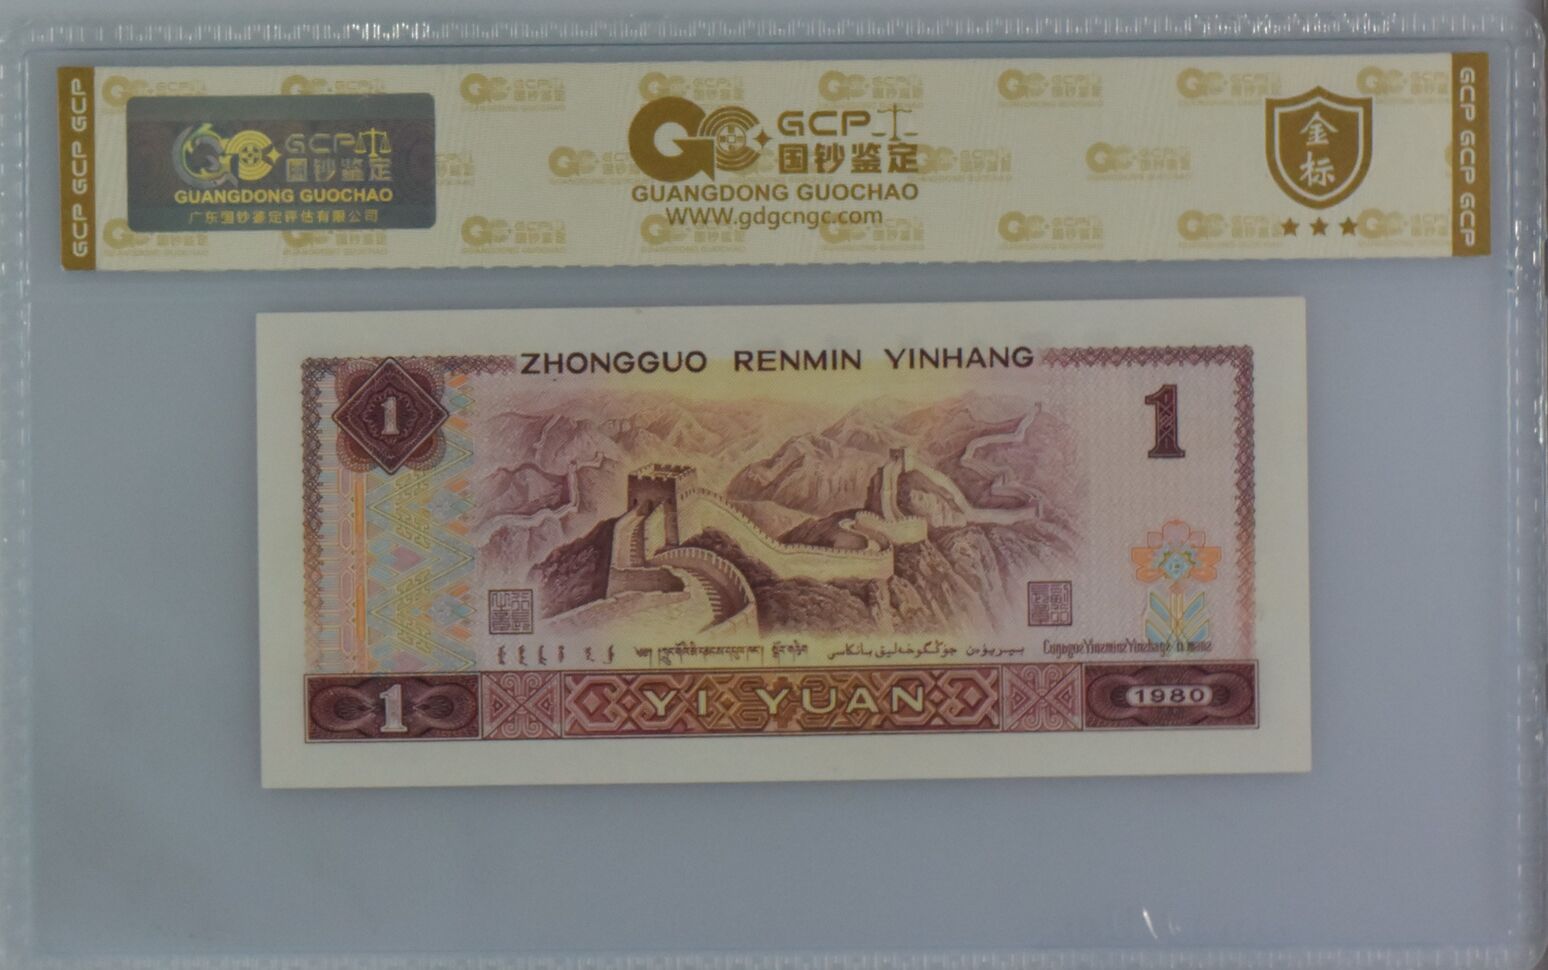 GCP
国钞鉴定
GUANGDONG GUOCHAO
广东国钞鉴定评估有限公司
GCP
国钞鉴定
GUANGDONG GUOCHAO
WWW.gdgcngc.com
金
标
GCP GCP GCP
GCP GCP GCP
ZHONGGUO RENMIN YINHANG
1
1
1
YI YUAN
1980